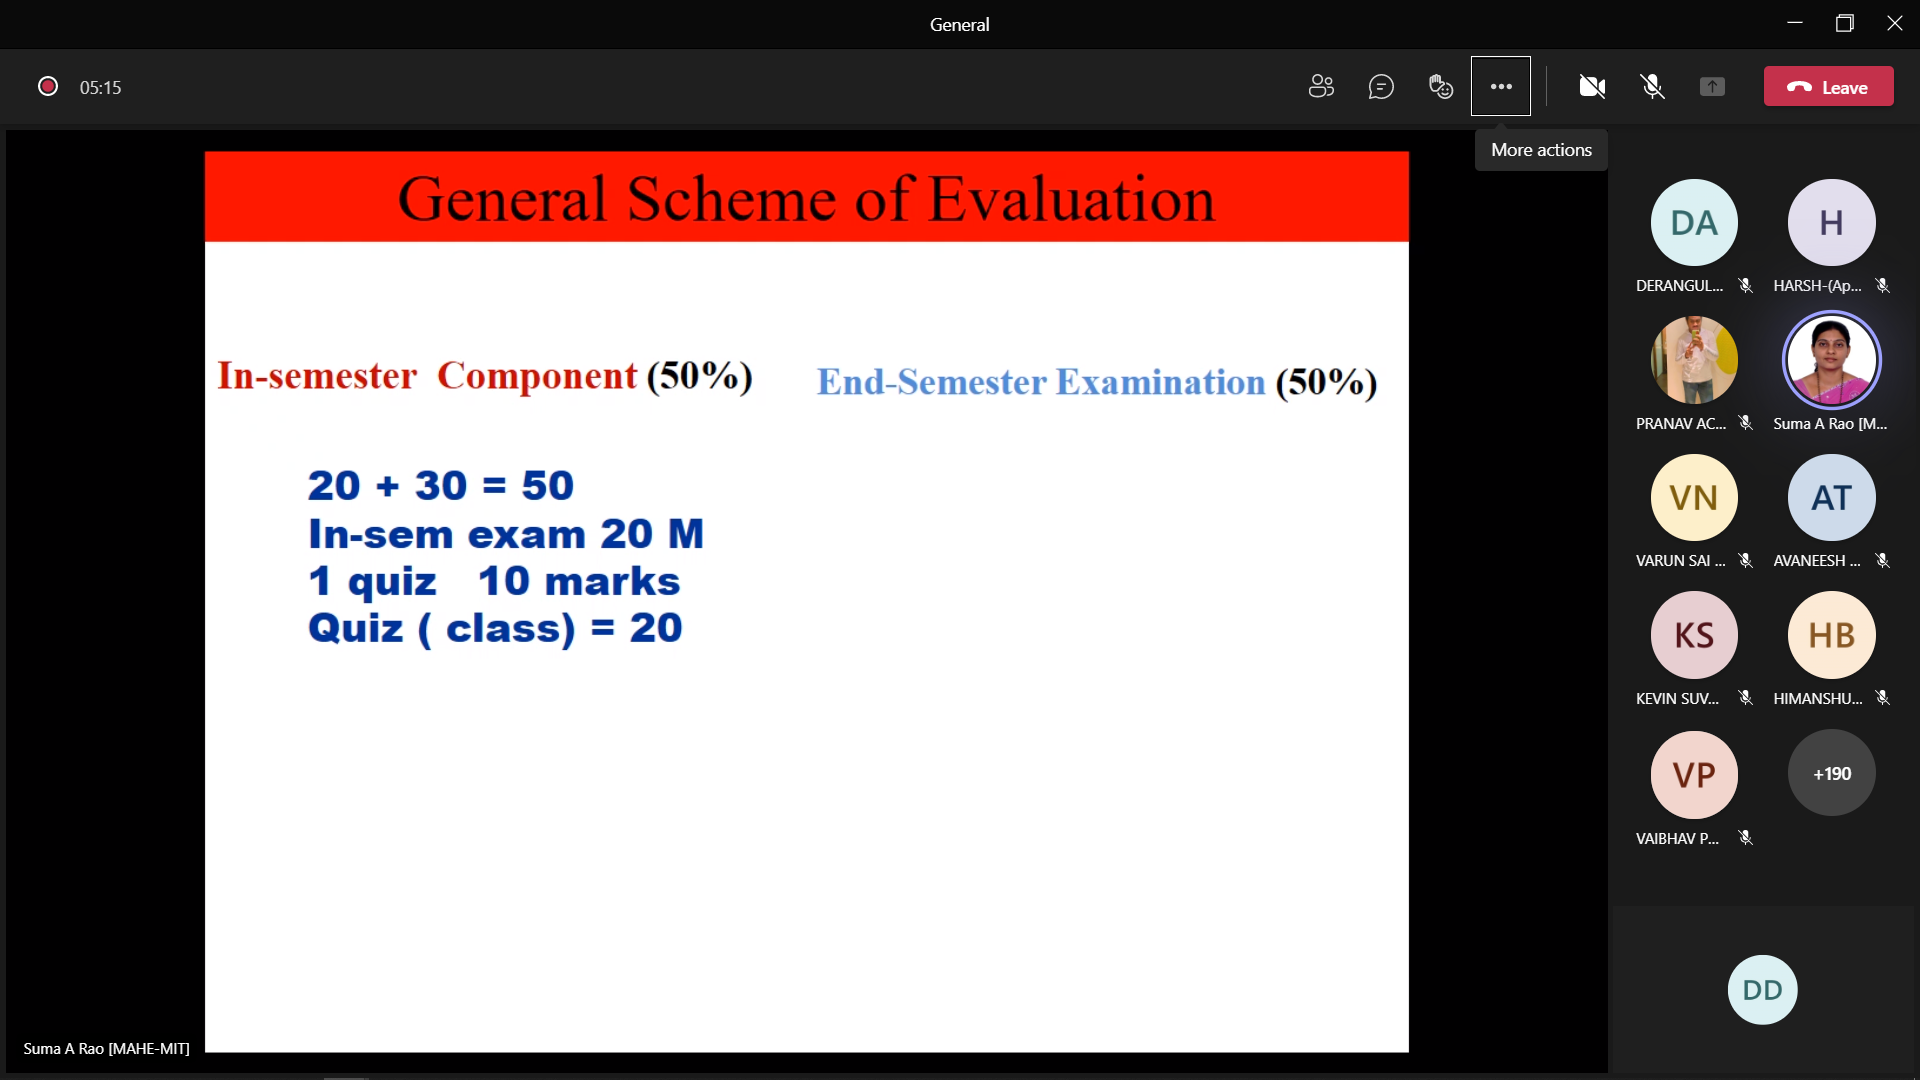 General
05:15
Leave
More actions
General Scheme of Evaluation
In-semester Component (50%)
End-Semester Examination (50%)
20 + 30 = 50
In-sem exam 20 M
1 quiz 10 marks
Quiz ( class) = 20
DA
H
DERANGUL...
HARSH-(Ap...
PRANAV AC...
Suma A Rao [M...
VN
AT
VARUN SAI ...
AVANEESH ...
KS
HB
KEVIN SUV...
HIMANSHU...
VP
+190
VAIBHAV P...
DD
Suma A Rao [MAHE-MIT]